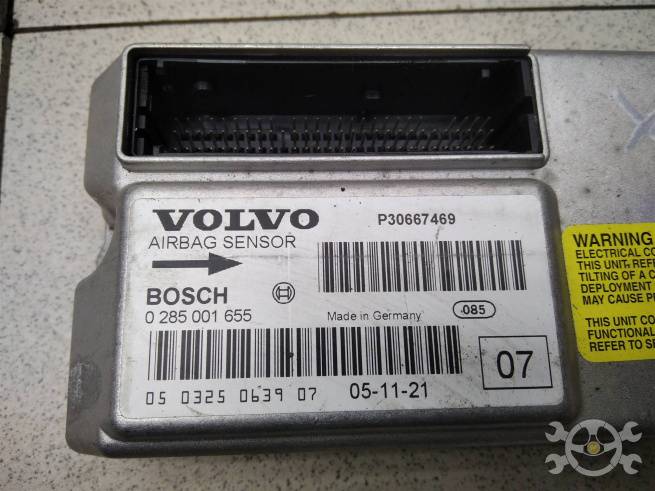 VOLVO P30667469
AIRBAG SENSOR
BOSCH
0 285 001 655 Made in Germany 085
05 0325 0639 07 05-11-21 07
WARNING
ELECTRICAL CO
THIS UNIT, REFE
TILTING OF A C
DEPLOYMENT
MAY CAUSE P
THIS UNIT CO
FUNCTIONAL
REFER TO SE